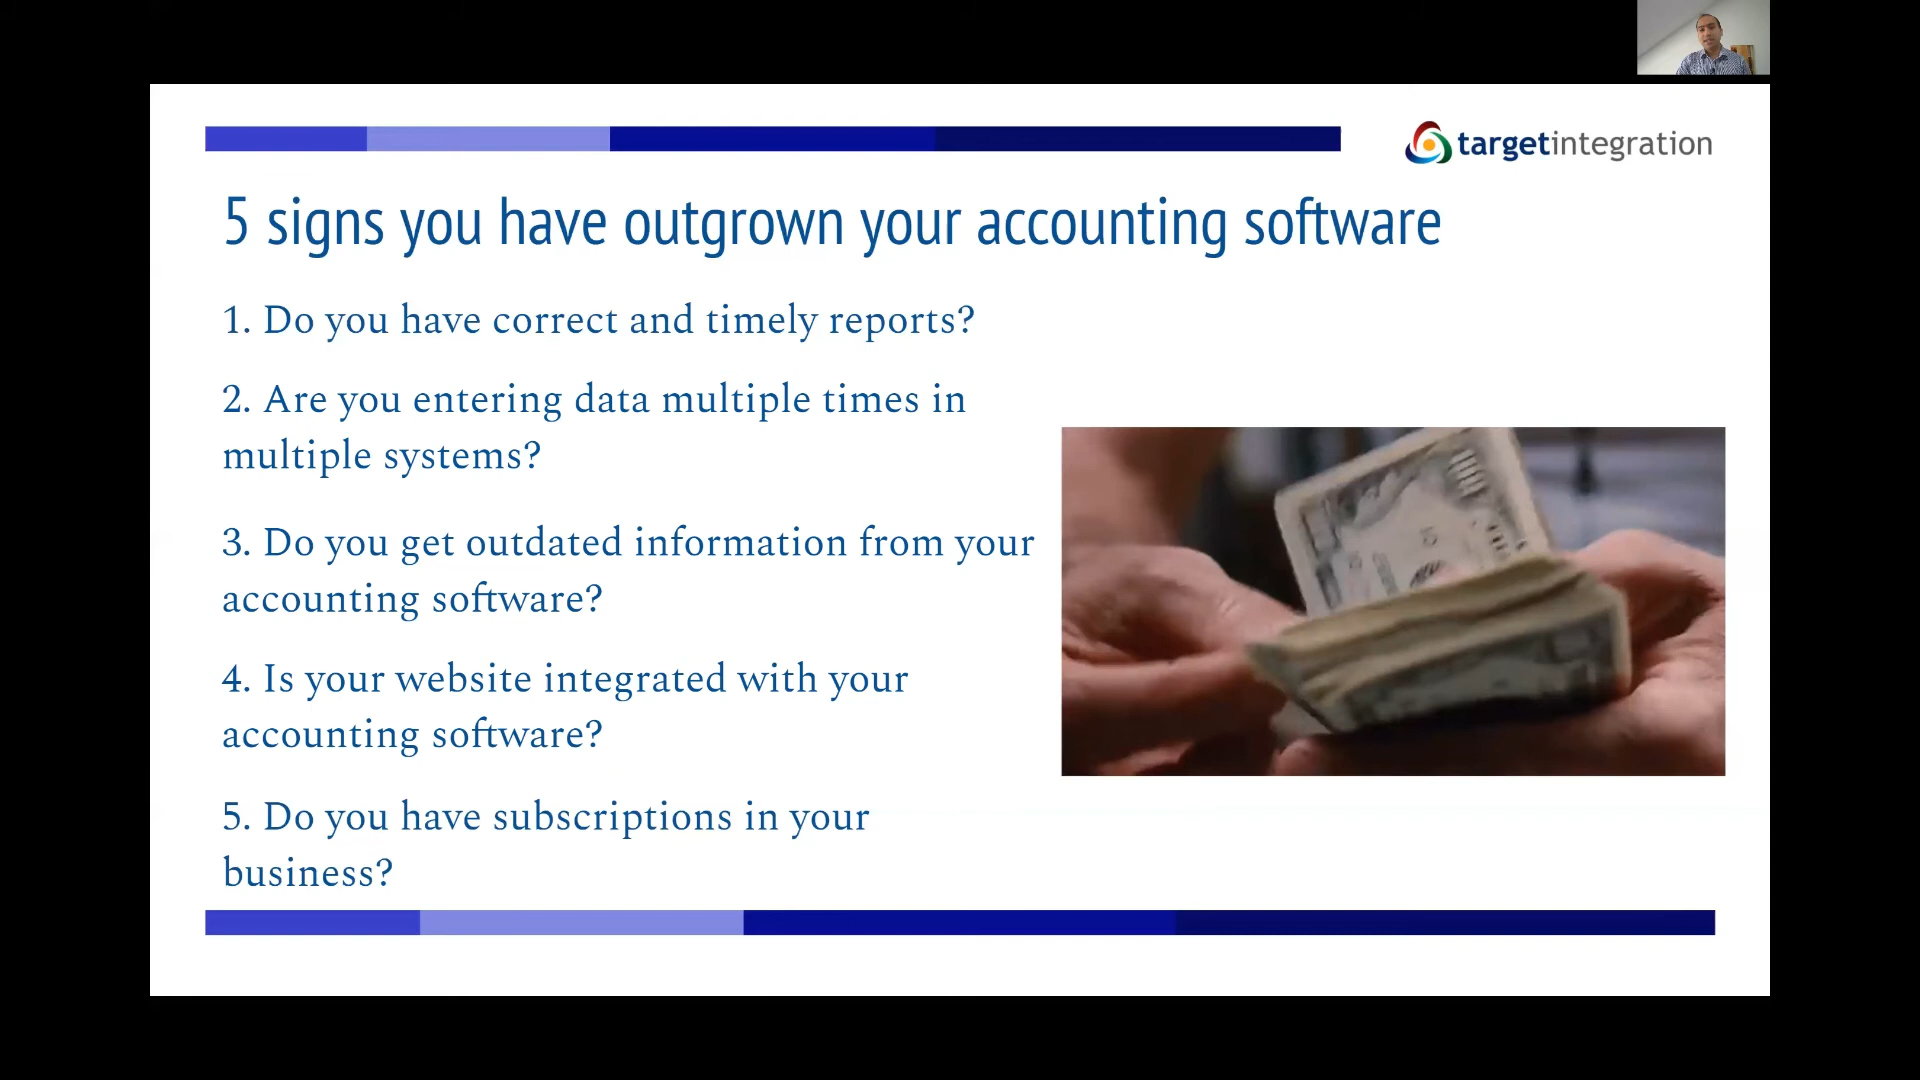 targetintegration
5 signs you have outgrown your accounting software
1. Do you have correct and timely reports?
2. Are you entering data multiple times in
multiple systems?
3. Do you get outdated information from your
accounting software?
4. Is your website integrated with your
accounting software?
5. Do you have subscriptions in your
business?